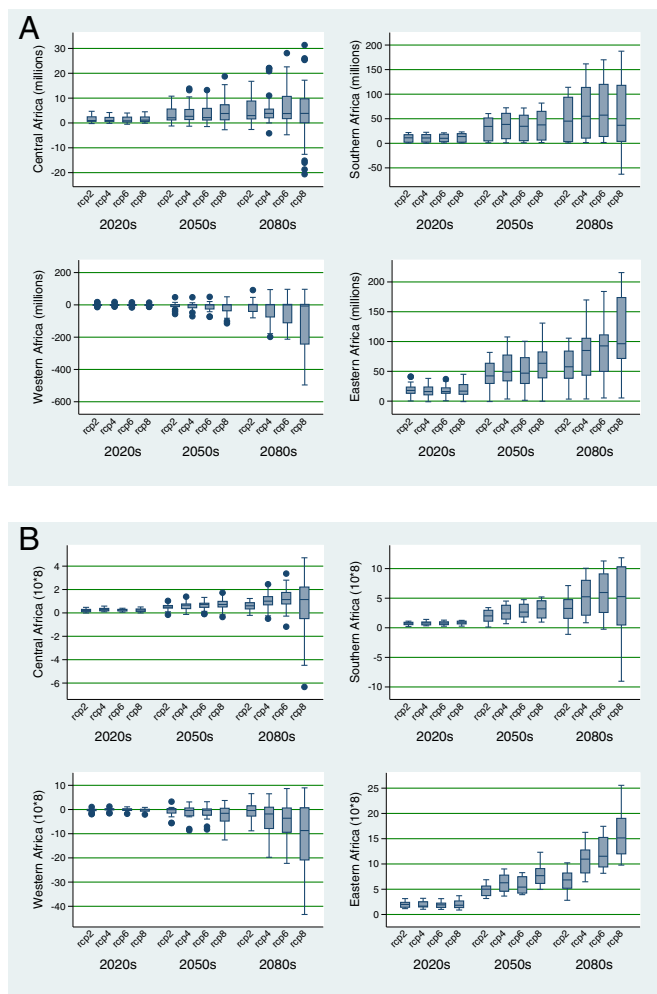 A
Central Africa (millions)
30
20
10
0
-10
-20
rcp2 rcp4 rcp6 rcp8 rcp2 rcp4 rcp6 rcp8 rcp2 rcp4 rcp6 rcp8
2020s 2050s 2080s
Southern Africa (millions)
200
150
100
50
0
-50
rcp2 rcp4 rcp6 rcp8 rcp2 rcp4 rcp6 rcp8 rcp2 rcp4 rcp6 rcp8
2020s 2050s 2080s
Western Africa (millions)
200
0
-200
-400
-600
rcp2 rcp4 rcp6 rcp8 rcp2 rcp4 rcp6 rcp8 rcp2 rcp4 rcp6 rcp8
2020s 2050s 2080s
Eastern Africa (millions)
200
150
100
50
0
rcp2 rcp4 rcp6 rcp8 rcp2 rcp4 rcp6 rcp8 rcp2 rcp4 rcp6 rcp8
2020s 2050s 2080s
B
Central Africa (10*8)
4
2
0
-2
-4
-6
rcp2 rcp4 rcp6 rcp8 rcp2 rcp4 rcp6 rcp8 rcp2 rcp4 rcp6 rcp8
2020s 2050s 2080s
Southern Africa (10*8)
10
5
0
-5
-10
rcp2 rcp4 rcp6 rcp8 rcp2 rcp4 rcp6 rcp8 rcp2 rcp4 rcp6 rcp8
2020s 2050s 2080s
Western Africa (10*8)
10
0
-10
-20
-30
-40
rcp2 rcp4 rcp6 rcp8 rcp2 rcp4 rcp6 rcp8 rcp2 rcp4 rcp6 rcp8
2020s 2050s 2080s
Eastern Africa (10*8)
25
20
15
10
5
0
rcp2 rcp4 rcp6 rcp8 rcp2 rcp4 rcp6 rcp8 rcp2 rcp4 rcp6 rcp8
2020s 2050s 2080s